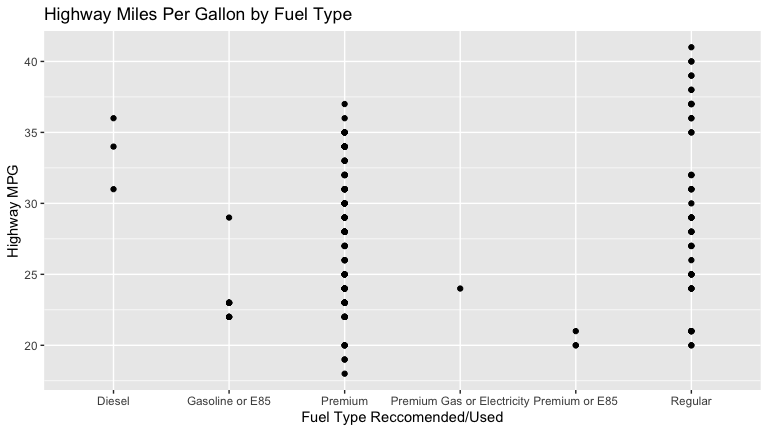 Highway Miles Per Gallon by Fuel Type
Highway MPG
40
35
30
25
20
Diesel Gasoline or E85 Premium Premium Gas or Electricity Premium or E85 Regular
Fuel Type Reccomended/Used